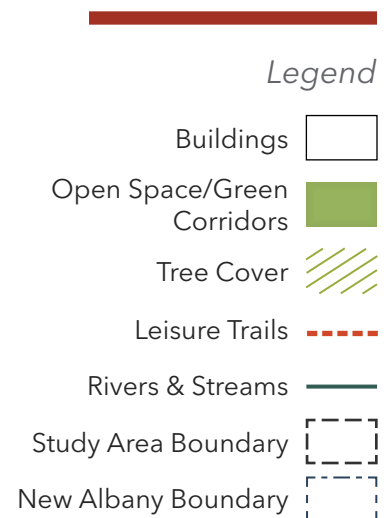 Legend
Buildings
Open Space/Green
Corridors
Tree Cover
Leisure Trails
Rivers & Streams
Study Area Boundary
New Albany Boundary